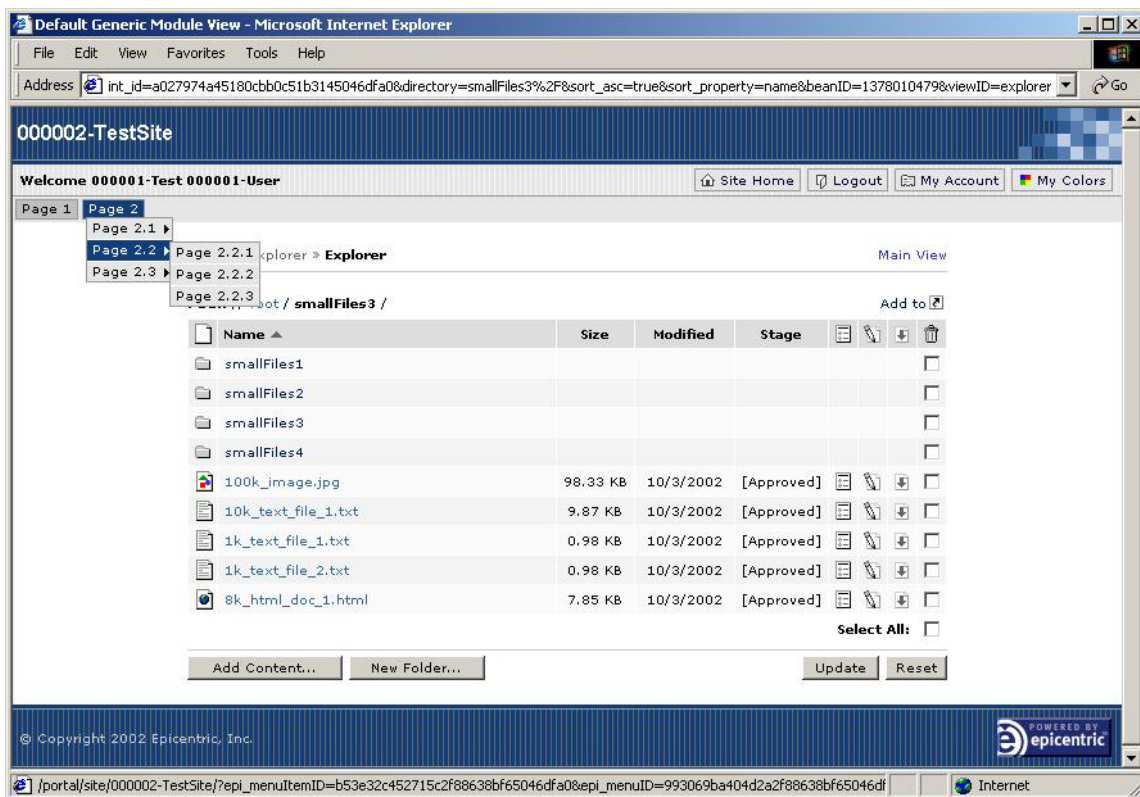 Default Generic Module View - Microsoft Internet Explorer
File Edit View Favorites Tools Help
Address int_id=a027974a45180cbb0c51b3145046dfa0&directory=smallFiles3%2F&sort_asc=true&sort_property=name&beanID=1378010479&viewID=explorer Go
000002-TestSite
Welcome 000001-Test 000001-User Site Home Logout My Account My Colors
Page 1 Page 2
Page 2.1
Page 2.2 Page 2.2.1 xplorer » Explorer Main View
Page 2.3 Page 2.2.2
Page 2.2.3
/ smallFiles3 / Add to
Name Size Modified Stage
smallFiles1
smallFiles2
smallFiles3
smallFiles4
100k_image.jpg 98.33 KB 10/3/2002 [Approved]
10k_text_file_1.txt 9.87 KB 10/3/2002 [Approved]
1k_text_file_1.txt 0.98 KB 10/3/2002 [Approved]
1k_text_file_2.txt 0.98 KB 10/3/2002 [Approved]
8k_html_doc_1.html 7.85 KB 10/3/2002 [Approved]
Select All:
Add Content... New Folder... Update Reset
© Copyright 2002 Epicentric, Inc. POWERED BY
epicentric
/portal/site/000002-TestSite/?epi_menuItemID=b53e32c452715c2f88638bf65046dfa0&epi_menuID=993069ba404d2a2f88638bf65046df Internet